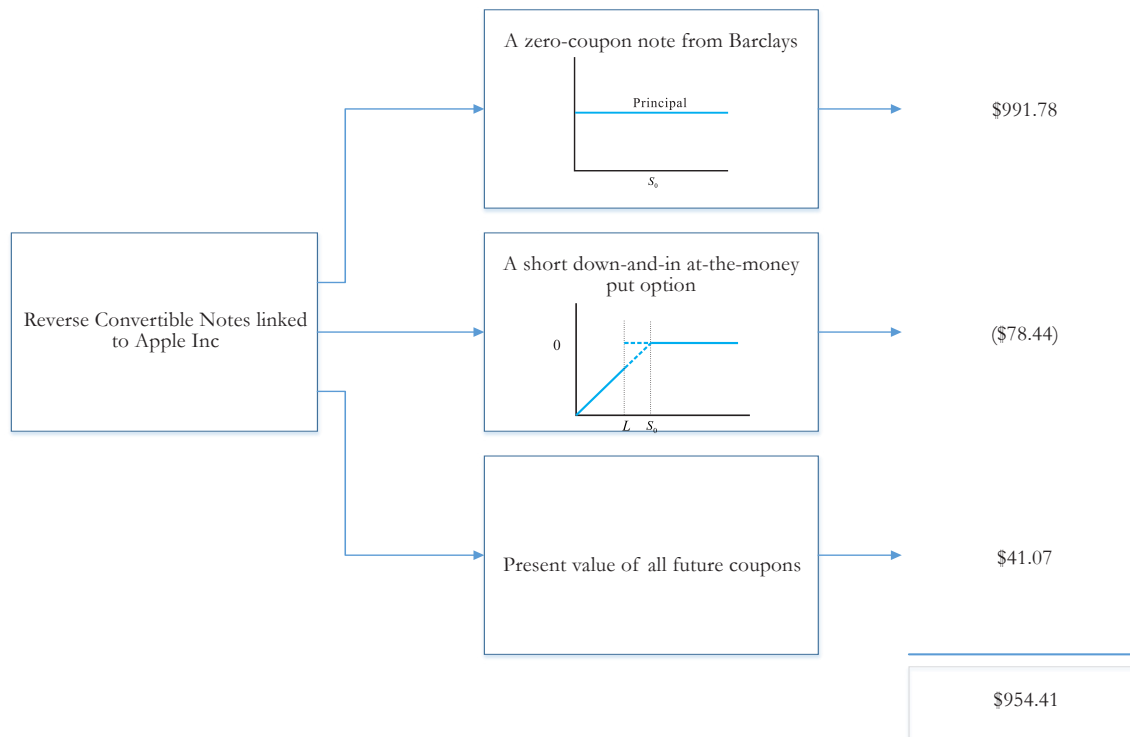 A zero-coupon note from Barclays
Principal
S₀
$991.78
Reverse Convertible Notes linked
to Apple Inc
A short down-and-in at-the-money
put option
0
L S₀
($78.44)
Present value of all future coupons
$41.07
$954.41